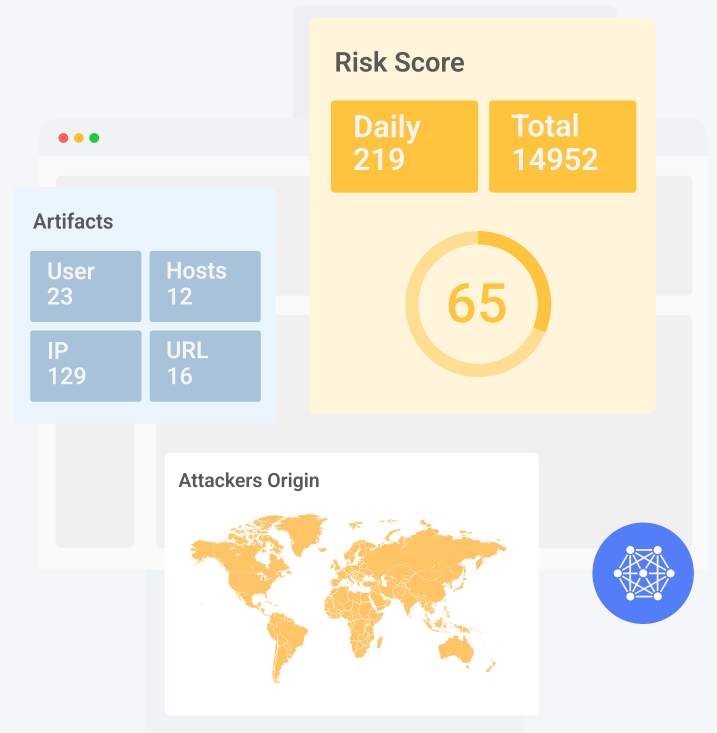 Risk Score
Daily
219
Total
14952
65
Artifacts
User
23
Hosts
12
IP
129
URL
16
Attackers Origin